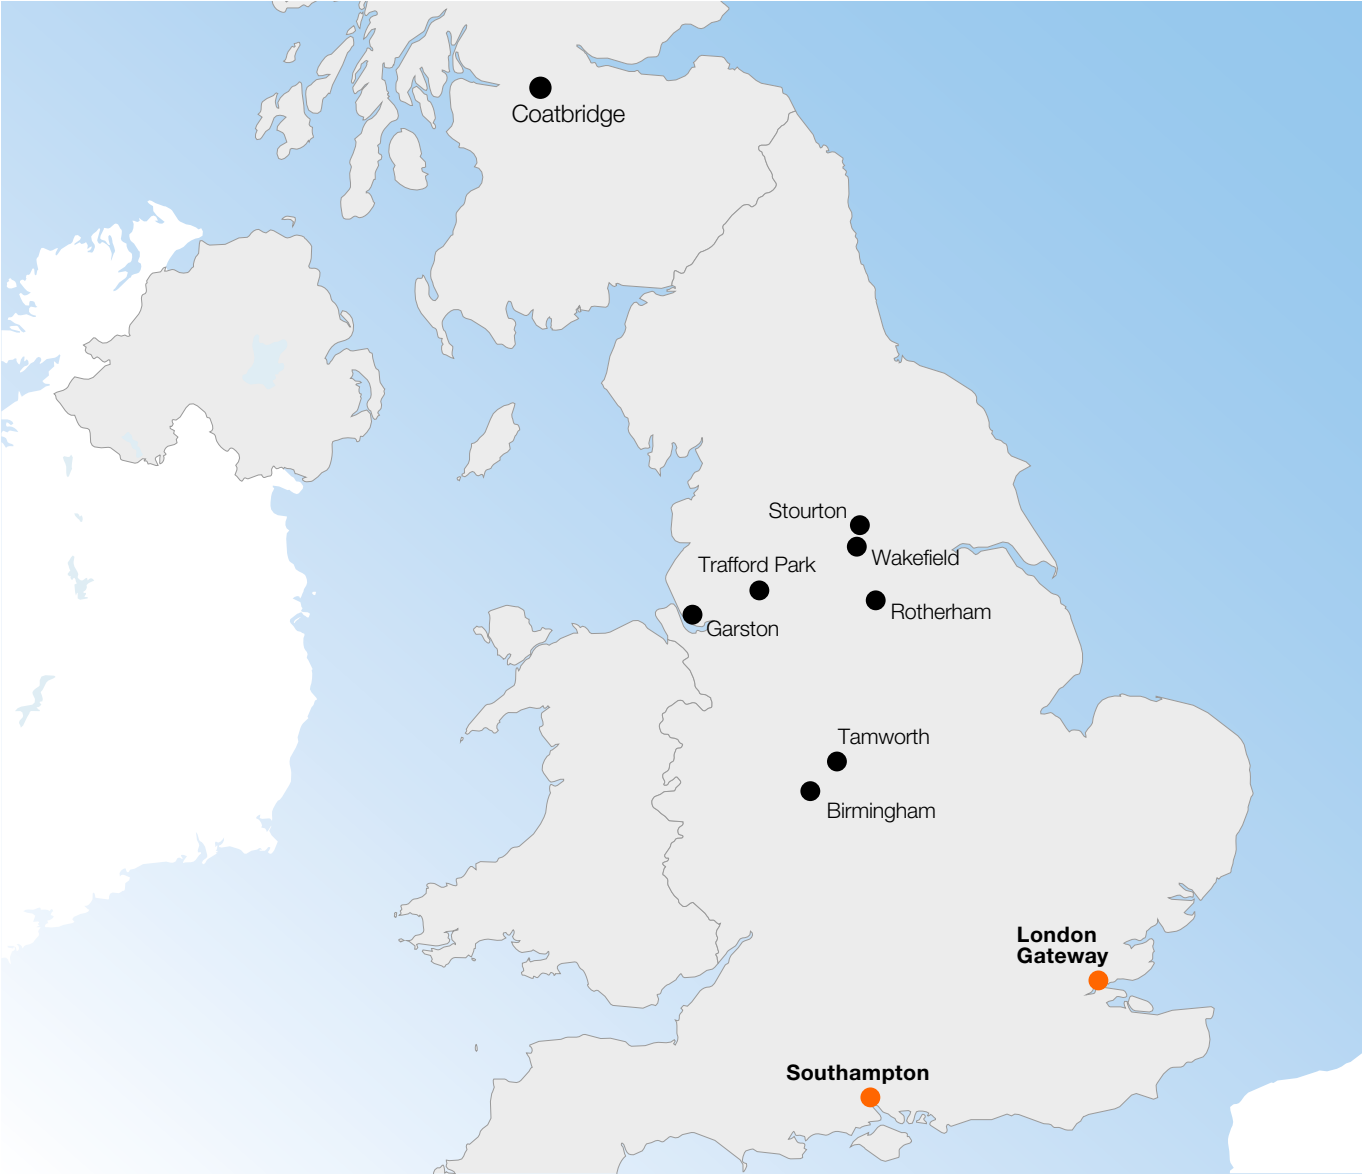 Coatbridge
Stourton
Wakefield
Trafford Park
Rotherham
Garston
Tamworth
Birmingham
London
Gateway
Southampton